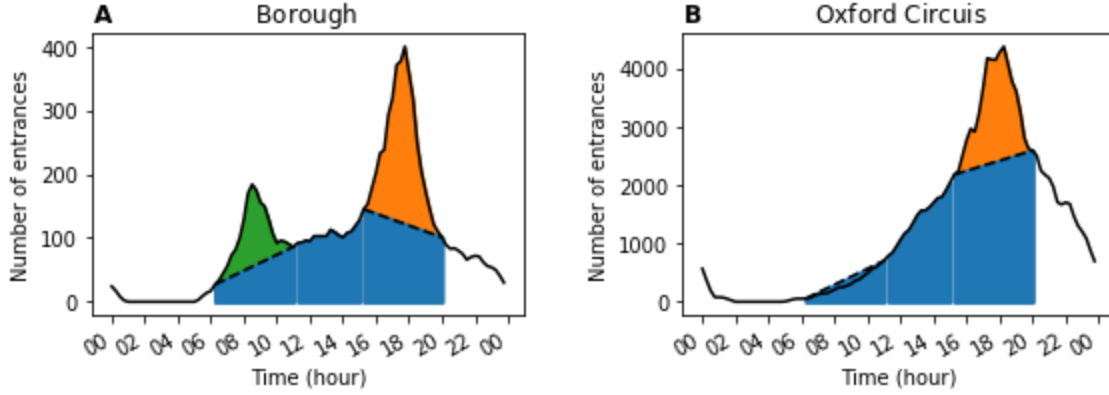 A Borough
Number of entrances
400
300
200
100
0
00 02 04 06 08 10 12 14 16 18 20 22 00
Time (hour)
B Oxford Circuis
Number of entrances
4000
3000
2000
1000
0
00 02 04 06 08 10 12 14 16 18 20 22 00
Time (hour)